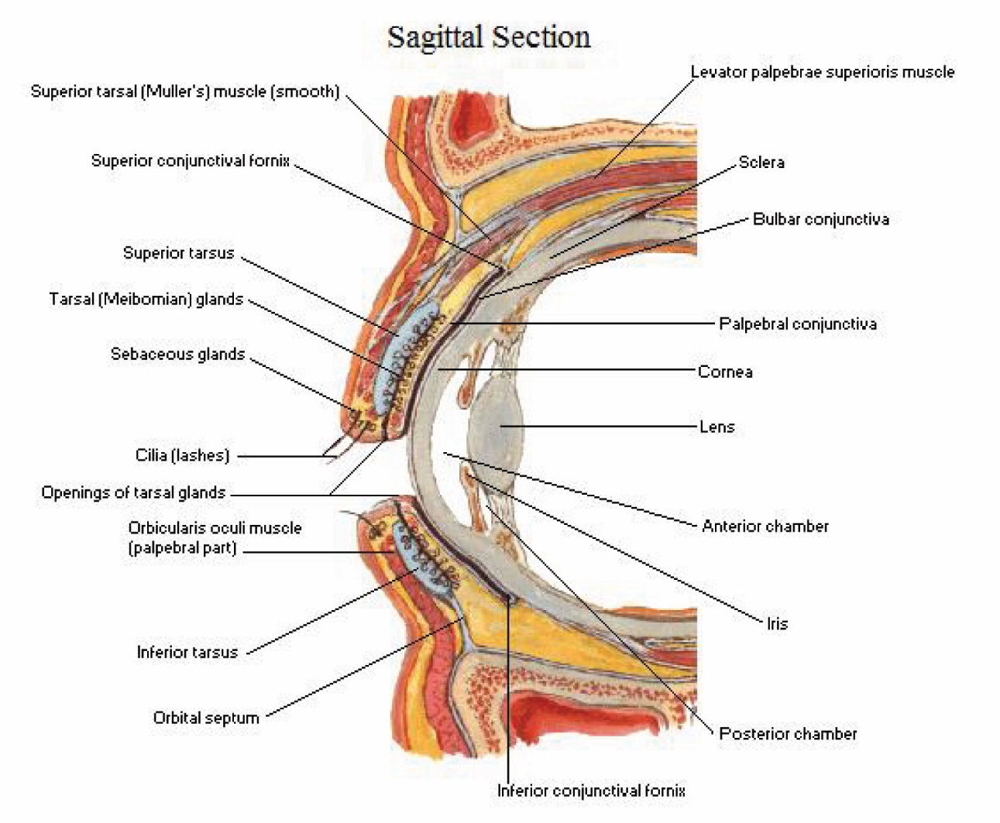 Sagittal Section
Superior tarsal (Muller's) muscle (smooth)
Superior conjunctival fornix
Superior tarsus
Tarsal (Meibomian) glands
Sebaceous glands
Cilia (lashes)
Openings of tarsal glands
Orbicularis oculi muscle
(palpebral part)
Inferior tarsus
Orbital septum
Levator palpebrae superioris muscle
Sclera
Bulbar conjunctiva
Palpebral conjunctiva
Cornea
Lens
Anterior chamber
Iris
Posterior chamber
Inferior conjunctival fornix